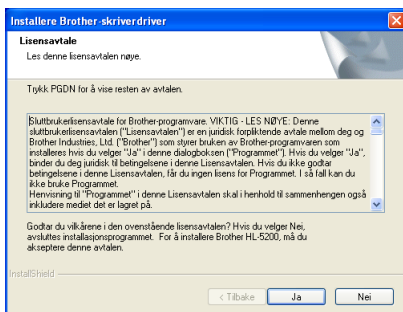 Installere Brother-skriverdriver
Lisensavtale
Les denne lisensavtalen nøye.
Trykk PGDN for å vise resten av avtalen.
Sluttbrukerlisensavtale for Brother-programvare. VIKTIG - LES NØYE: Denne
sluttbrukerlisensavtalen ("Lisensavtalen") er en juridisk forpliktende avtale mellom deg og
Brother Industries, Ltd. ("Brother") som styrer bruken av Brother-programvaren som
installeres hvis du velger "Ja" i denne dialogboksen ("Programmet"). Hvis du velger "Ja",
binder du deg juridisk til betingelsene i denne Lisensavtalen. Hvis du ikke godtar
betingelsene i denne Lisensavtalen, får du ingen lisens for Programmet. I så fall kan du
ikke bruke Programmet.
Henvisning til "Programmet" i denne Lisensavtalen skal i henhold til sammenhengen også
inkludere mediet det er lagret på.
Godtar du vilkårene i den ovenstående lisensavtalen? Hvis du velger Nei,
avsluttes installasjonsprogrammet. For å installere Brother HL-5200, må du
akseptere denne avtalen.
InstallShield
< Tilbake Ja Nei